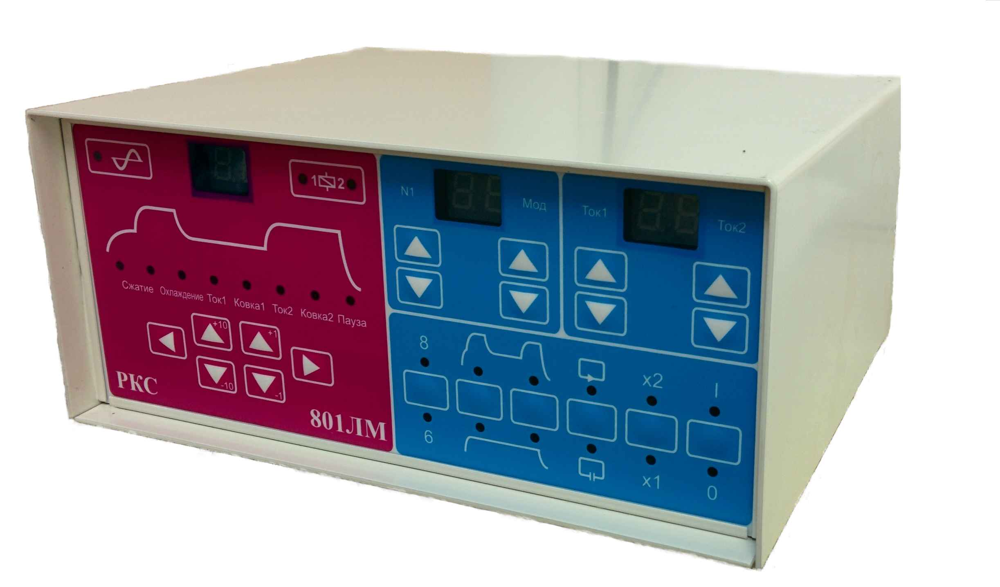 1 2
Сжатие Охлаждение Ток1 Ковка1 Ток2 Ковка2 Пауза
+10 +1
-10 -1
РКС
801ЛМ
N1 Мод
Ток1 Ток2
8 x2 I
6 x1 0